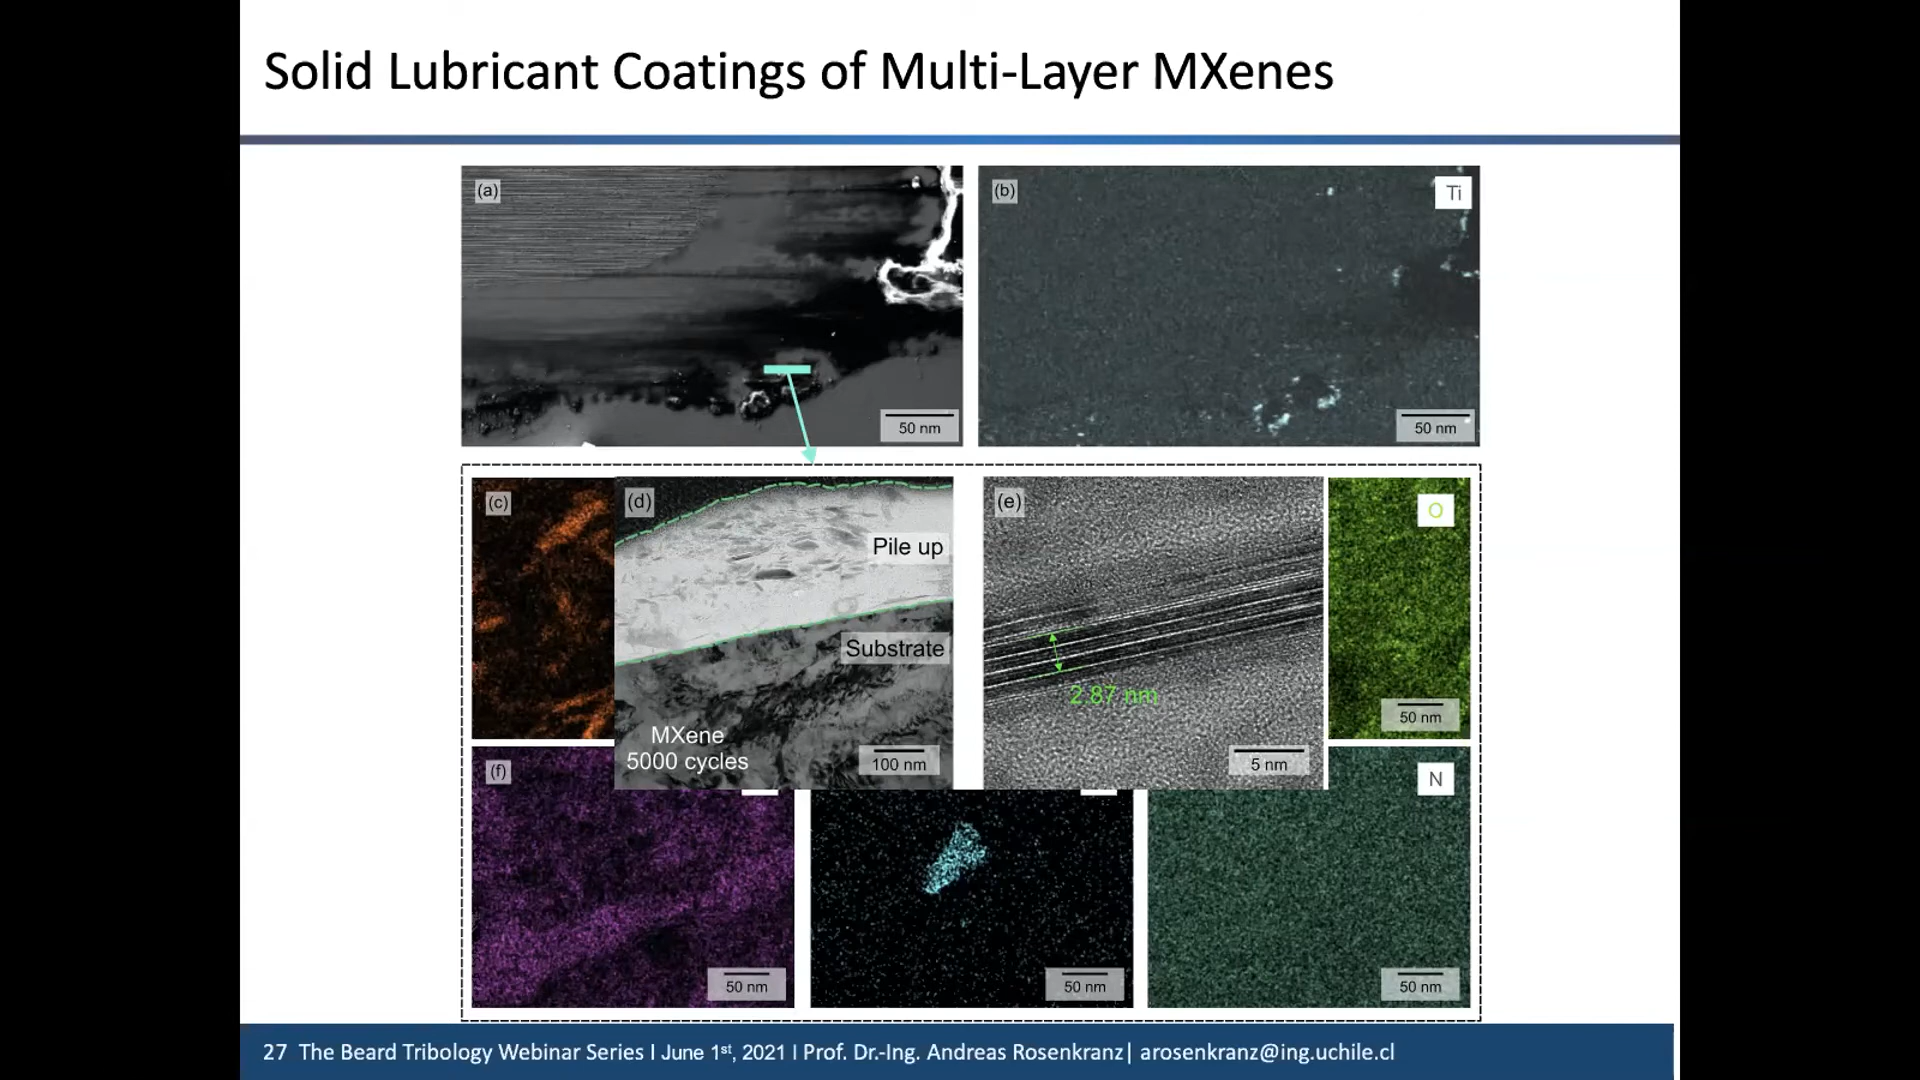 Solid Lubricant Coatings of Multi-Layer MXenes
(a)
50 nm
(b)
Ti
50 nm
(c)
(d)
Pile up
Substrate
MXene
5000 cycles
100 nm
(e)
2.87 nm
5 nm
O
50 nm
(f)
50 nm
50 nm
N
50 nm
27 The Beard Tribology Webinar Series I June 1st, 2021 I Prof. Dr.-Ing. Andreas Rosenkranz| arosenkranz@ing.uchile.cl